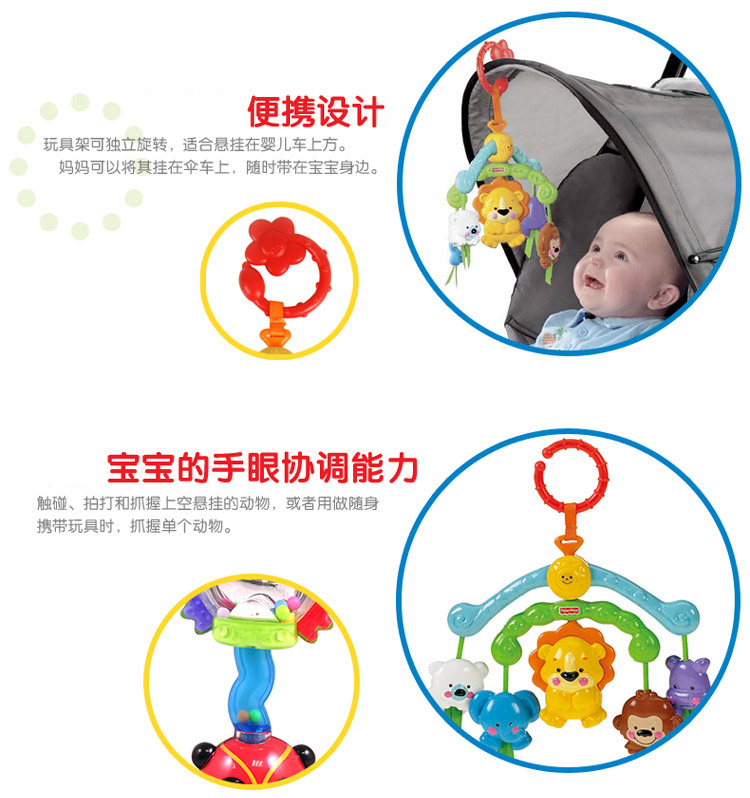 便携设计
玩具架可独立旋转，适合悬挂在婴儿车上方。
妈妈可以将其挂在伞车上，随时带在宝宝身边。
宝宝的手眼协调能力
触碰、拍打和抓握上空悬挂的动物，或者用做随身
携带玩具时，抓握单个动物。
Fisher-Price